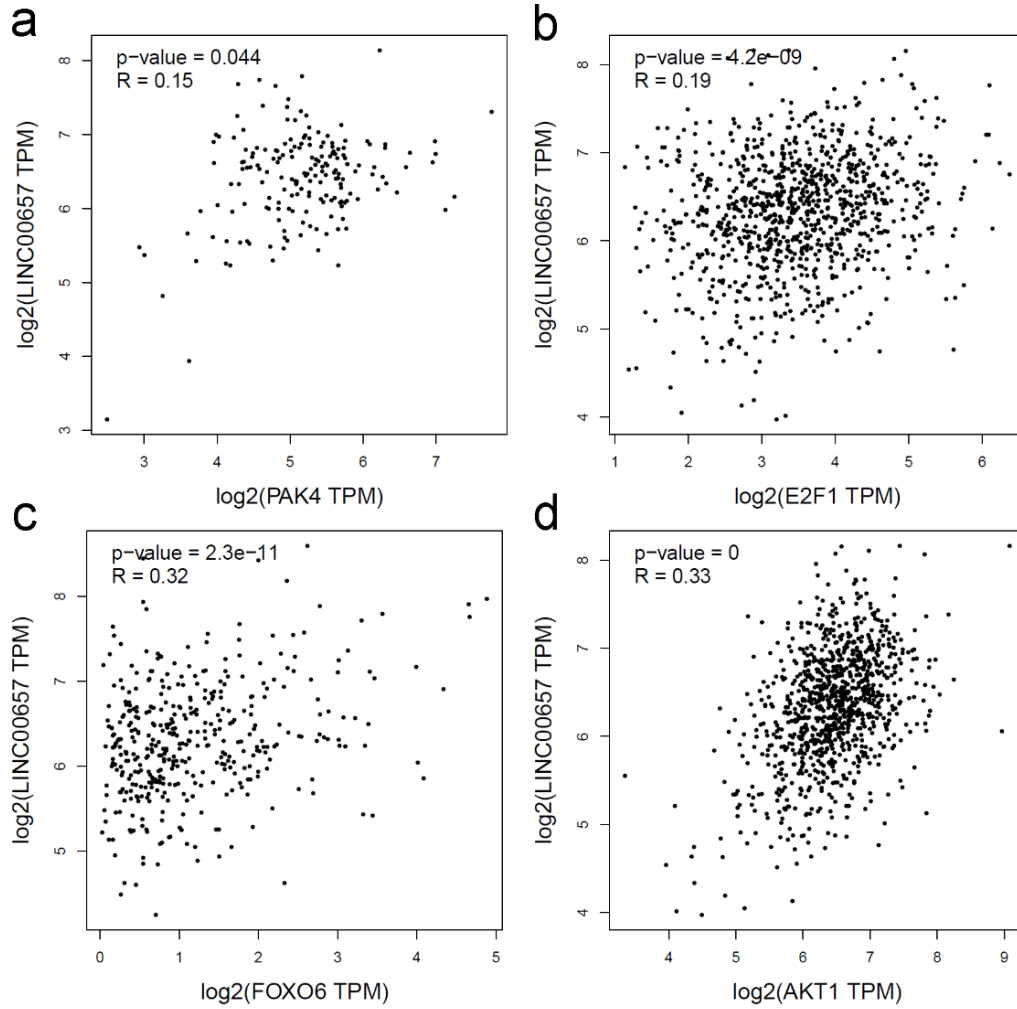 a
p-value = 0.044
R = 0.15
log2(LINC00657 TPM)
8
7
6
5
4
3
3 4 5 6 7
log2(PAK4 TPM)
b
p-value = 4.2e-09
R = 0.19
log2(LINC00657 TPM)
8
7
6
5
4
1 2 3 4 5 6
log2(E2F1 TPM)
c
p-value = 2.3e-11
R = 0.32
log2(LINC00657 TPM)
8
7
6
5
0 1 2 3 4 5
log2(FOXO6 TPM)
d
p-value = 0
R = 0.33
log2(LINC00657 TPM)
8
7
6
5
4
4 5 6 7 8 9
log2(AKT1 TPM)